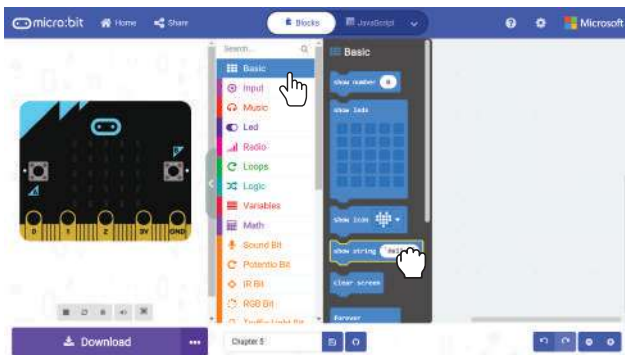 micro:bit
Home
Share
Blocks
JavaScript
Microsoft
Search...
Basic
Input
Music
Led
Radio
Loops
Logic
Variables
Math
Sound Bit
Potentio Bit
IR Bit
RGB Bit
Basic
show number 0
show leds
show icon
show string
clear screen
forever
B
A
0 1 2 3V GND
Download
Chapter 5